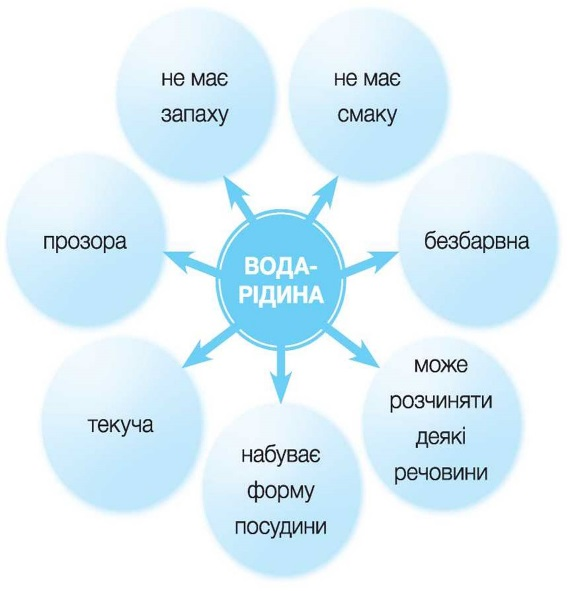 не має
запаху
не має
смаку
прозора
ВОДА-
РІДИНА
безбарвна
текуча
набуває
форму
посудини
може
розчиняти
деякі
речовини